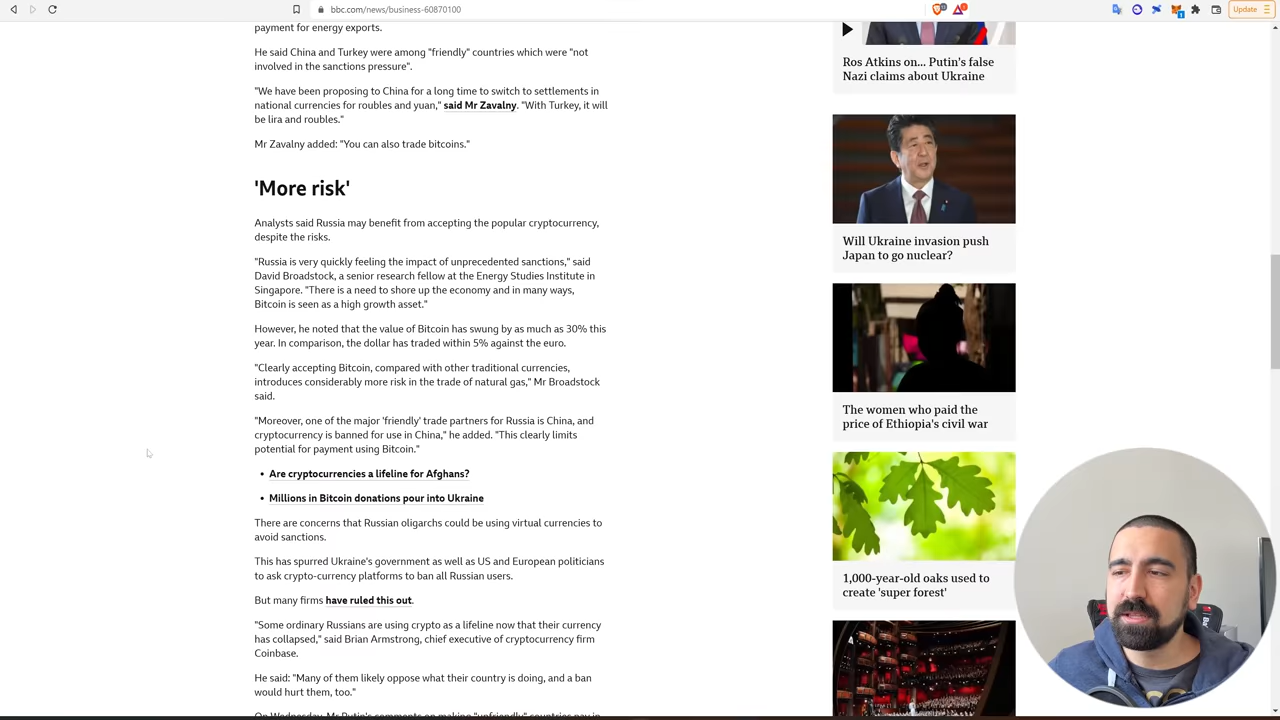 bbc.com/news/business-60870100
Update
payment for energy exports.
He said China and Turkey were among "friendly" countries which were "not
involved in the sanctions pressure".
"We have been proposing to China for a long time to switch to settlements in
national currencies for roubles and yuan," said Mr Zavalny. "With Turkey, it will
be lira and roubles."
Mr Zavalny added: "You can also trade bitcoins."
'More risk'
Analysts said Russia may benefit from accepting the popular cryptocurrency,
despite the risks.
"Russia is very quickly feeling the impact of unprecedented sanctions," said
David Broadstock, a senior research fellow at the Energy Studies Institute in
Singapore. "There is a need to shore up the economy and in many ways,
Bitcoin is seen as a high growth asset."
However, he noted that the value of Bitcoin has swung by as much as 30% this
year. In comparison, the dollar has traded within 5% against the euro.
"Clearly accepting Bitcoin, compared with other traditional currencies,
introduces considerably more risk in the trade of natural gas," Mr Broadstock
said.
"Moreover, one of the major 'friendly' trade partners for Russia is China, and
cryptocurrency is banned for use in China," he added. "This clearly limits
potential for payment using Bitcoin."
• Are cryptocurrencies a lifeline for Afghans?
• Millions in Bitcoin donations pour into Ukraine
There are concerns that Russian oligarchs could be using virtual currencies to
avoid sanctions.
This has spurred Ukraine's government as well as US and European politicians
to ask crypto-currency platforms to ban all Russian users.
But many firms have ruled this out.
"Some ordinary Russians are using crypto as a lifeline now that their currency
has collapsed," said Brian Armstrong, chief executive of cryptocurrency firm
Coinbase.
He said: "Many of them likely oppose what their country is doing, and a ban
would hurt them, too."
On Wednesday, Mr Putin's comments on making "unfriendly" countries pay in
Ros Atkins on... Putin's false
Nazi claims about Ukraine
Will Ukraine invasion push
Japan to go nuclear?
The women who paid the
price of Ethiopia's civil war
1,000-year-old oaks used to
create 'super forest'